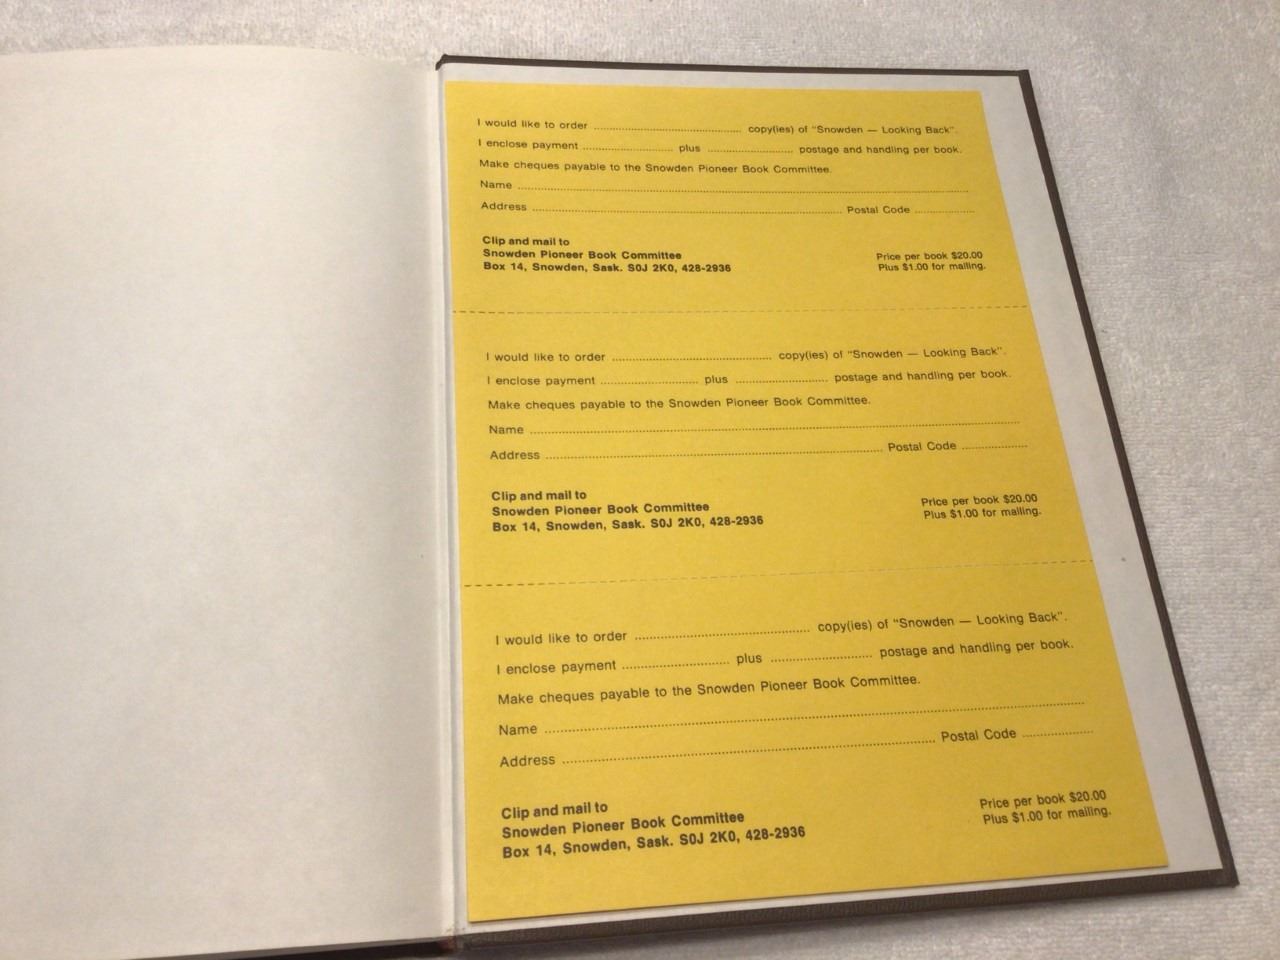 I would like to order ........................................ copy(ies) of “Snowden — Looking Back”.
I enclose payment ........................ plus ...................... postage and handling per book.
Make cheques payable to the Snowden Pioneer Book Committee.
Name ........................................................................................................................
Address .................................................................................. Postal Code ................
Clip and mail to
Snowden Pioneer Book Committee
Box 14, Snowden, Sask. S0J 2K0, 428-2936
Price per book $20.00
Plus $1.00 for mailing.
I would like to order ........................................ copy(ies) of “Snowden — Looking Back”.
I enclose payment ........................ plus ...................... postage and handling per book.
Make cheques payable to the Snowden Pioneer Book Committee.
Name ........................................................................................................................
Address .................................................................................. Postal Code ................
Clip and mail to
Snowden Pioneer Book Committee
Box 14, Snowden, Sask. S0J 2K0, 428-2936
Price per book $20.00
Plus $1.00 for mailing.
I would like to order ........................................ copy(ies) of “Snowden — Looking Back”.
I enclose payment ........................ plus ...................... postage and handling per book.
Make cheques payable to the Snowden Pioneer Book Committee.
Name ........................................................................................................................
Address .................................................................................. Postal Code ................
Clip and mail to
Snowden Pioneer Book Committee
Box 14, Snowden, Sask. S0J 2K0, 428-2936
Price per book $20.00
Plus $1.00 for mailing.